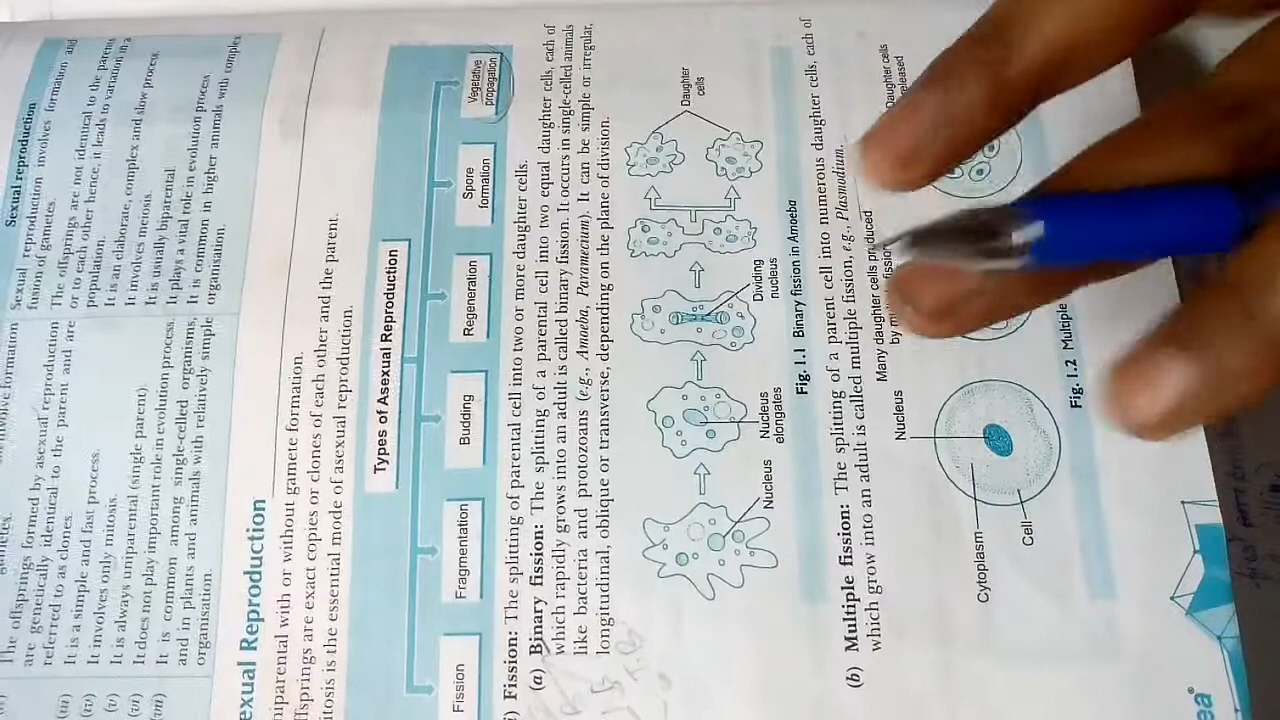 Sexual reproduction
gametes.
involve formation
Sexual reproduction involves formation and
fusion of gametes.
The offsprings formed by asexual reproduction
are genetically identical to the parent and are
referred to as clones.
The offsprings are not identical to the parents
or to each other hence, it leads to variation in a
population.
(iii) It is a simple and fast process.
It is an elaborate, complex and slow process.
(iv) It involves only mitosis.
It involves meiosis.
(v) It is always uniparental (single parent).
It is usually biparental
(vi) It does not play important role in evolution process.
It plays a vital role in evolution process
(vii) It is common among single-celled organisms,
and in plants and animals with relatively simple
organisation.
It is common in higher animals with complex
organisation.
exual Reproduction
niparental with or without gamete formation.
ffsprings are exact copies or clones of each other and the parent.
itosis is the essential mode of asexual reproduction.
Types of Asexual Reproduction
Fission
Fragmentation
Budding
Regeneration
Spore
formation
Vegetative
propagation
i) Fission: The splitting of parental cell into two or more daughter cells.
(a) Binary fission: The splitting of a parental cell into two equal daughter cells, each of
which rapidly grows into an adult is called binary fission. It occurs in single-celled animals
like bacteria and protozoans (e.g., Amoeba, Paramecium). It can be simple or irregular,
longitudinal, oblique or transverse, depending on the plane of division.
Nucleus
Nucleus
elongates
Dividing
nucleus
Daughter
cells
Fig. 1.1 Binary fission in Amoeba
(b) Multiple fission: The splitting of a parent cell into numerous daughter cells, each of
which grow into an adult is called multiple fission, e.g., Plasmodium.
Cytoplasm
Cell
Nucleus
Many daughter cells produced
by
fission
Daughter cells
released
Fig. 1.2 Multiple
ea®